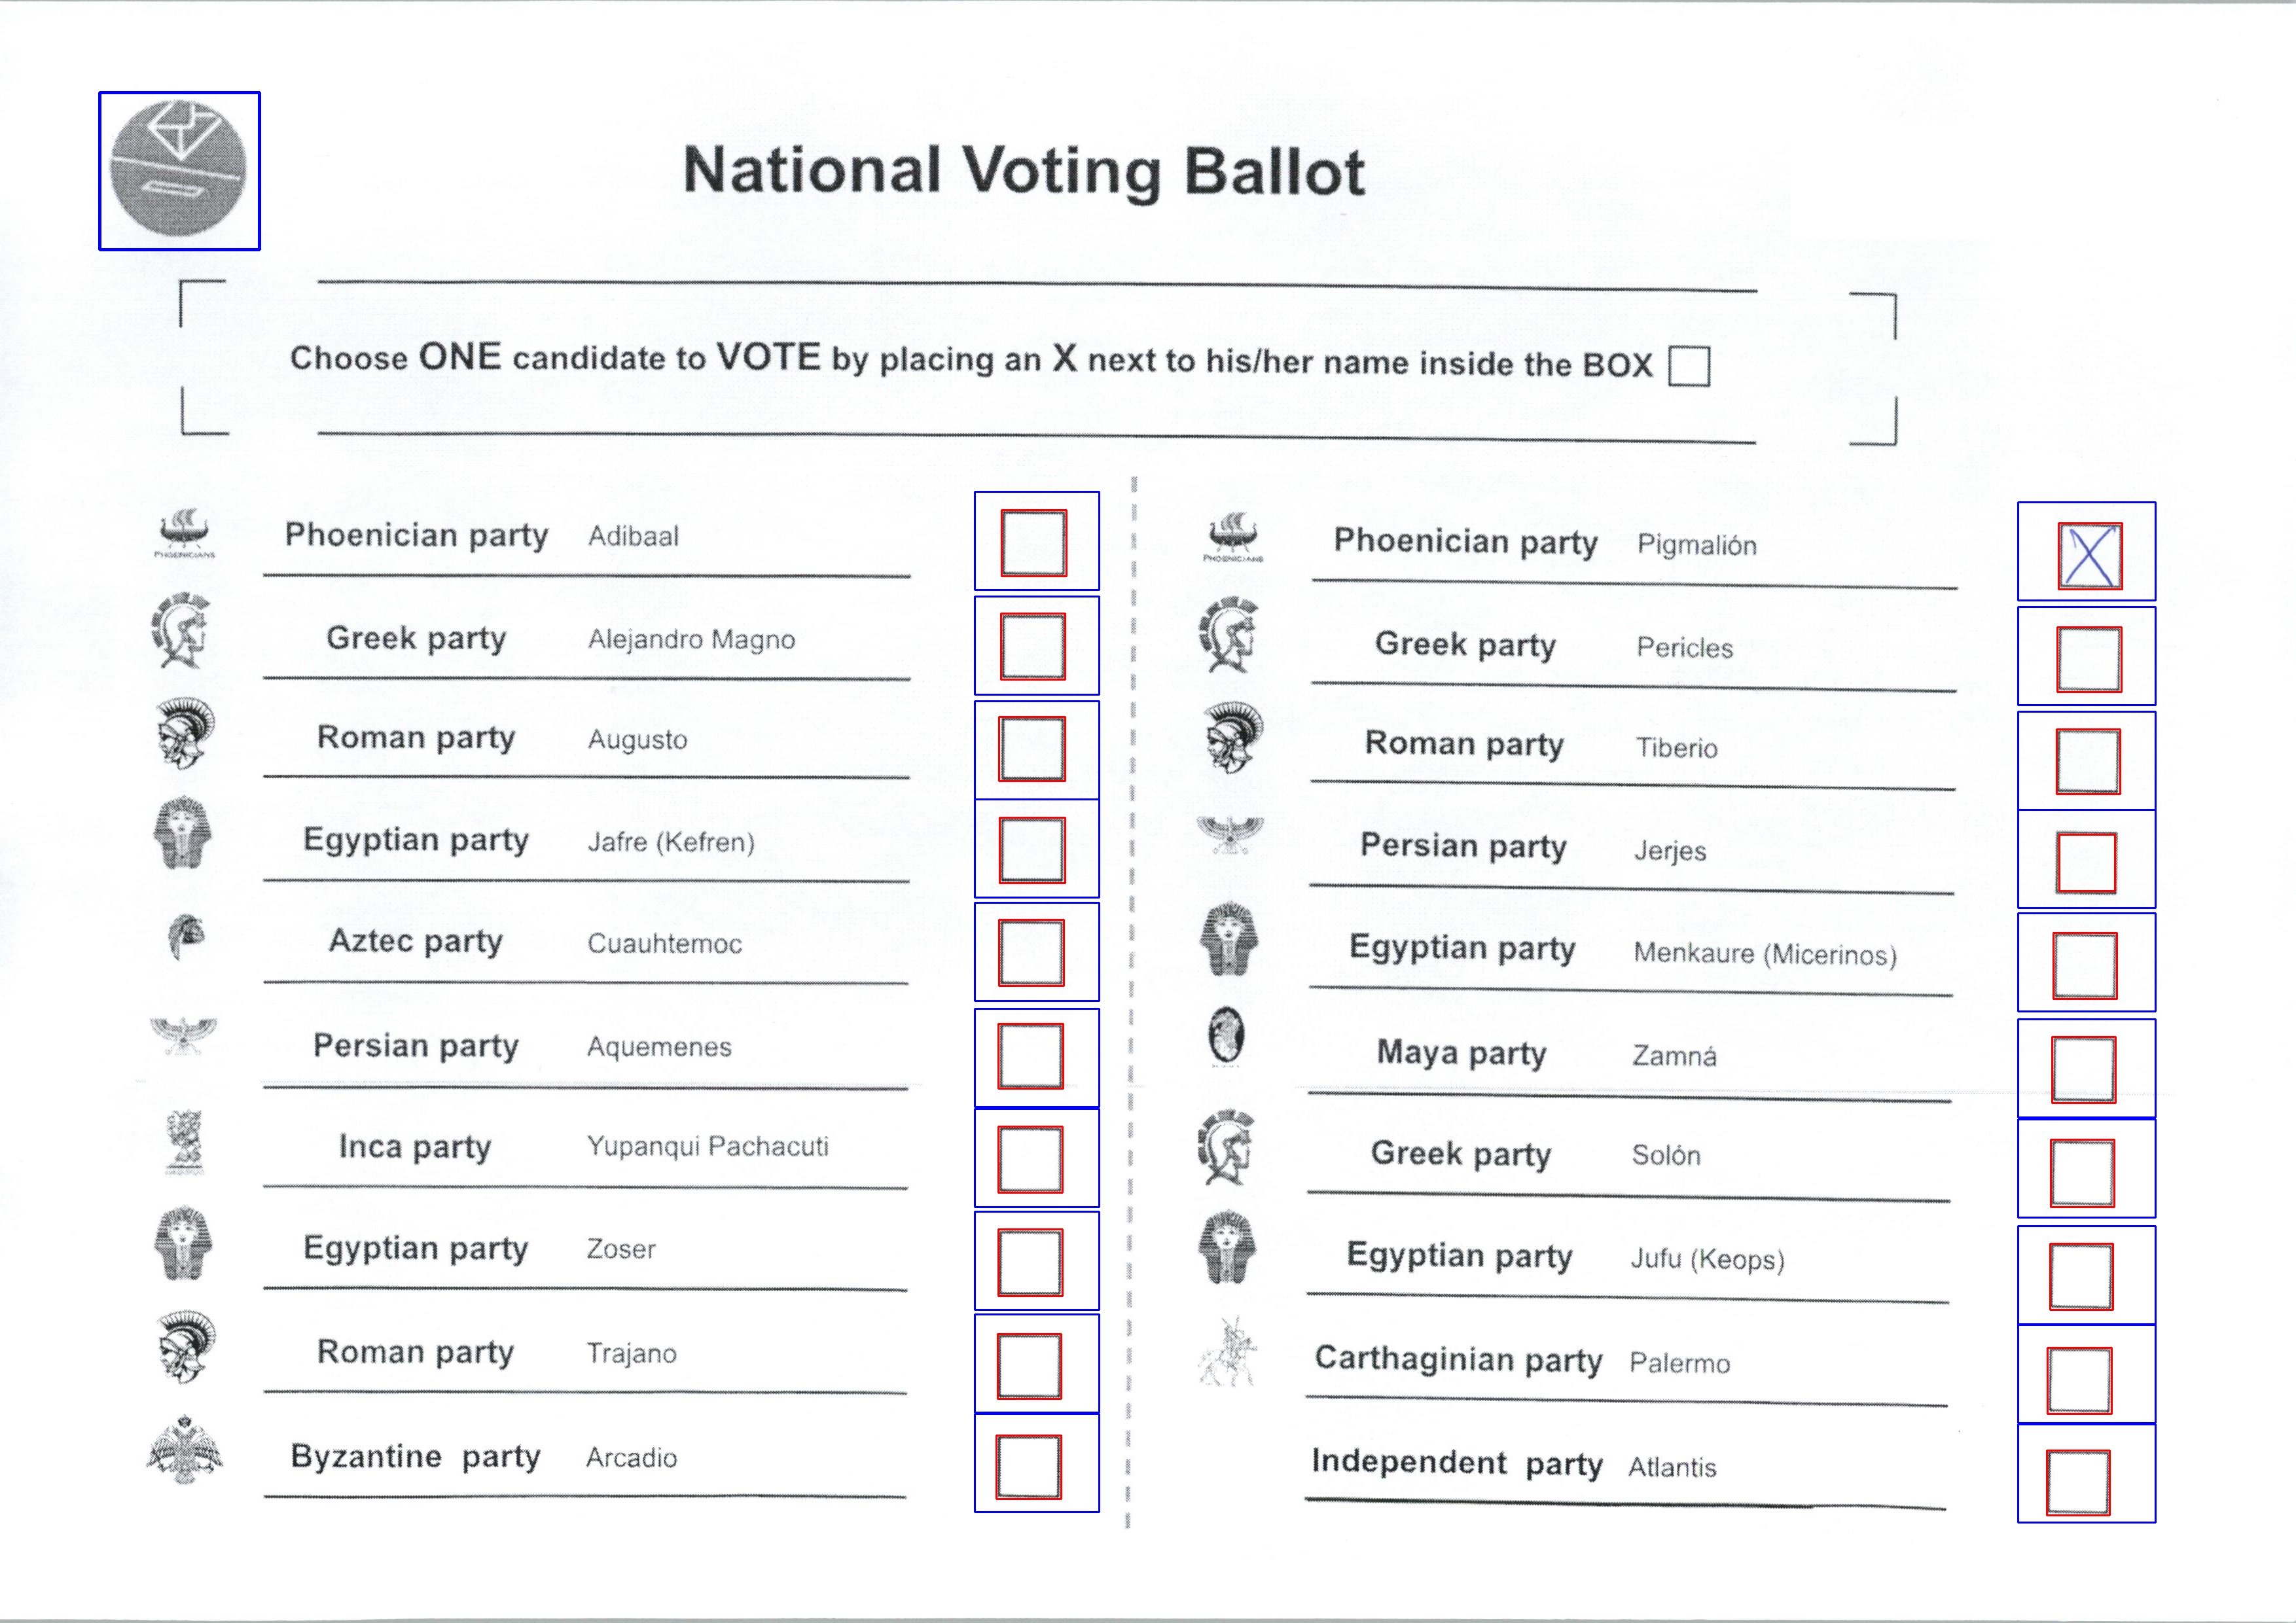 National Voting Ballot
Choose ONE candidate to VOTE by placing an X next to his/her name inside the BOX
PHOENICIANS
Phoenician party Adibaal
Greek party Alejandro Magno
Roman party Augusto
Egyptian party Jafre (Kefren)
Aztec party Cuauhtemoc
Persian party Aquemenes
Inca party Yupanqui Pachacuti
Egyptian party Zoser
Roman party Trajano
Byzantine party Arcadio
PHOENICIANS
Phoenician party Pigmalión X
Greek party Pericles
Roman party Tiberio
Persian party Jerjes
Egyptian party Menkaure (Micerinos)
Maya party Zamná
Greek party Solón
Egyptian party Jufu (Keops)
Carthaginian party Palermo
Independent party Atlantis